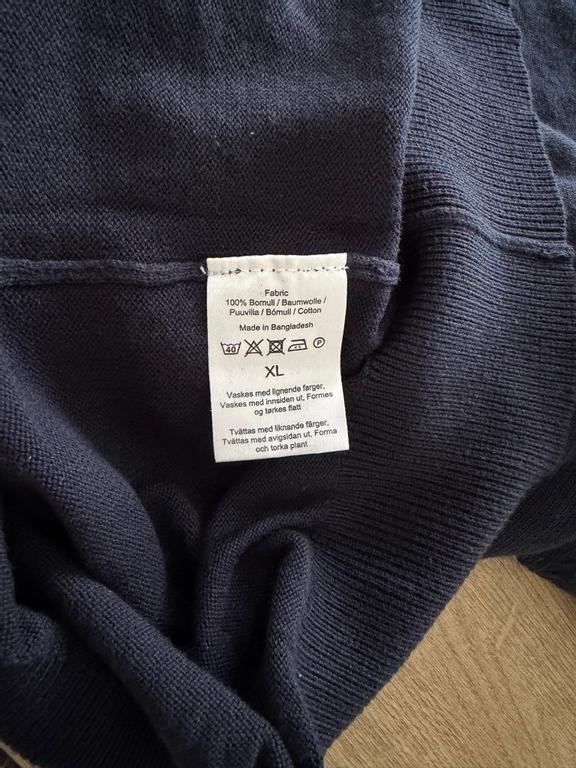 Fabric
100% Bomull / Baumwolle /
Puuvilla / Bómull / Cotton
Made in Bangladesh
40 P
XL
Vaskes med lignende farger,
Vaskes med innsiden ut, Formes
og tørkes flatt
Tvättas med liknande färger,
Tvättas med avigsidan ut, Forma
och torka plant